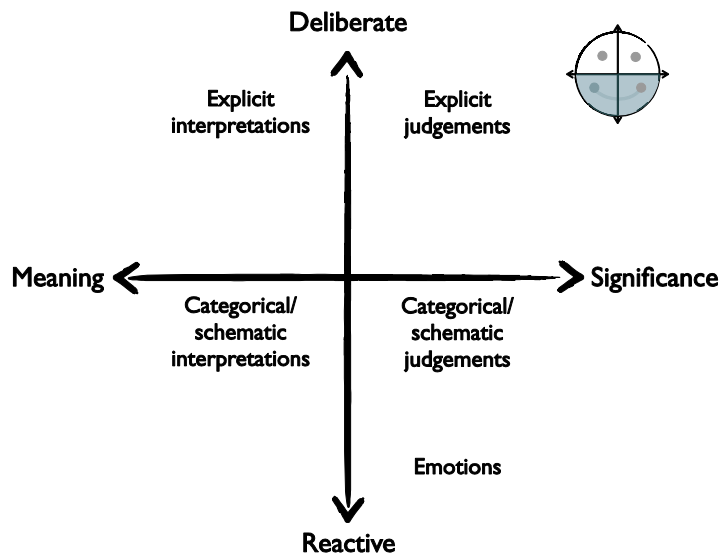 Deliberate
Explicit
interpretations
Explicit
judgements
Meaning
Significance
Categorical/
schematic
interpretations
Categorical/
schematic
judgements
Emotions
Reactive